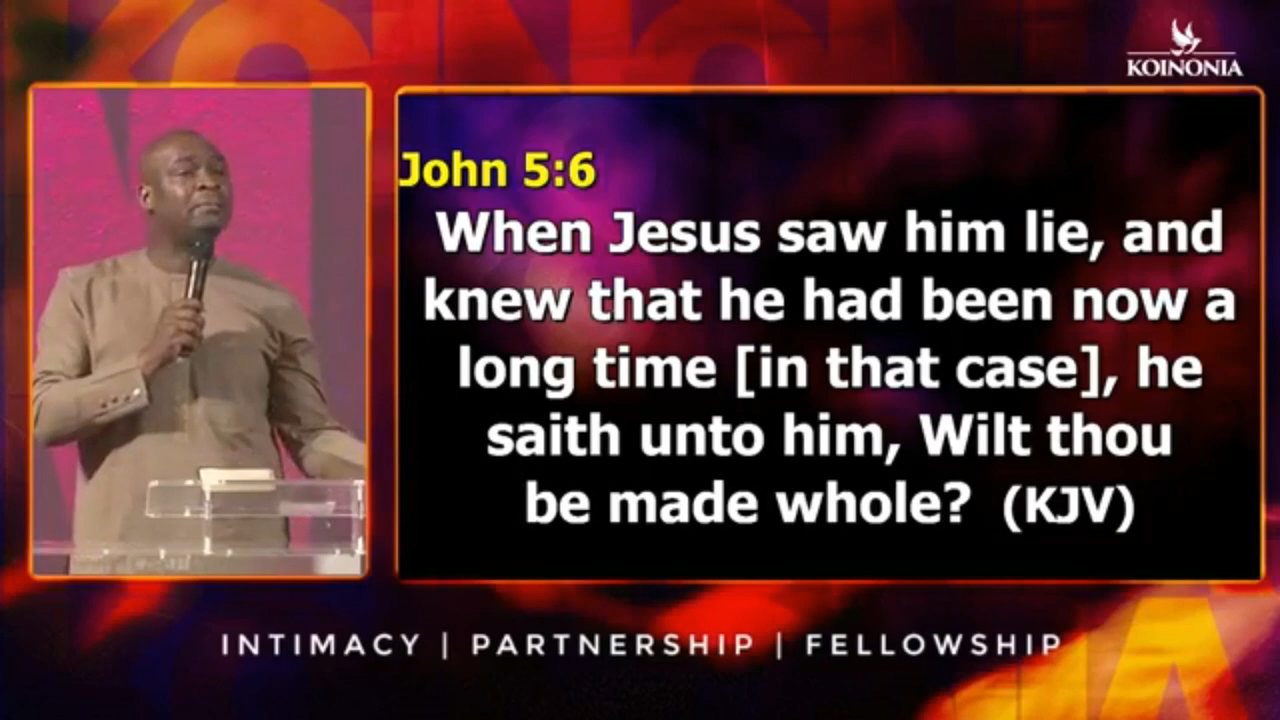 KOINONIA
John 5:6
When Jesus saw him lie, and
knew that he had been now a
long time [in that case], he
saith unto him, Wilt thou
be made whole? (KJV)
INTIMACY | PARTNERSHIP | FELLOWSHIP